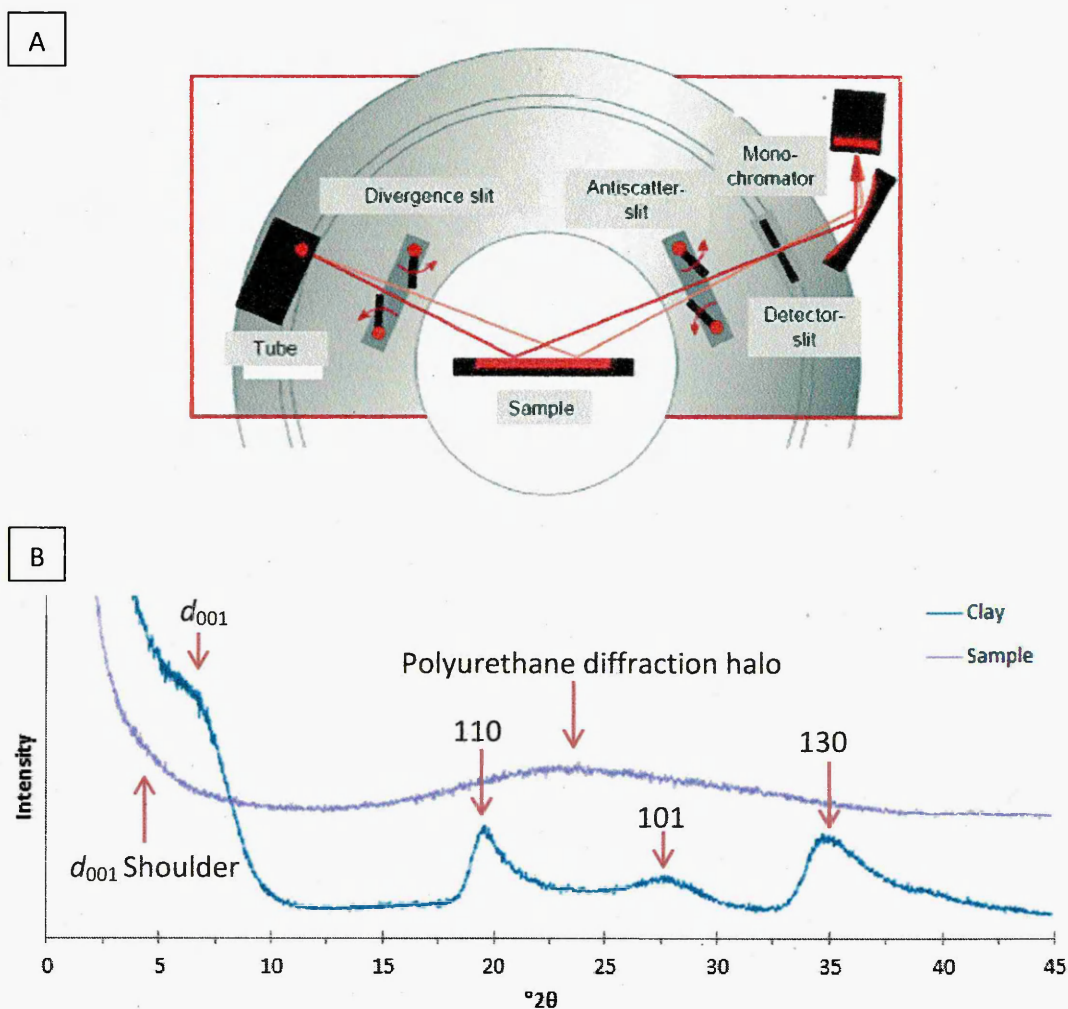 A
Divergence slit
Antiscatter-
slit
Mono-
chromator
Tube
Detector-
slit
Sample
B
d001
Clay
Sample
Polyurethane diffraction halo
110
130
101
d001 Shoulder
Intensity
0 5 10 15 20 25 30 35 40 45
°2θ